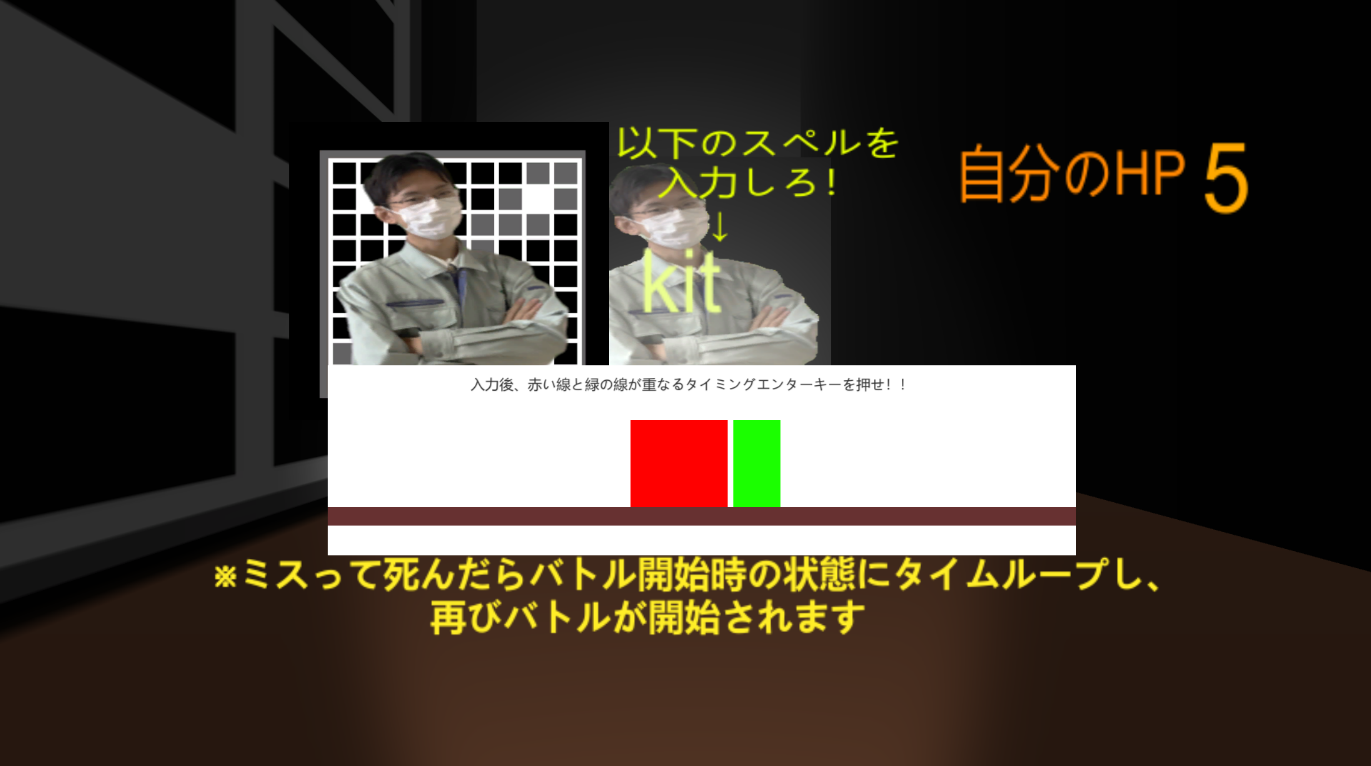 以下のスペルを
入力しろ!
↓
kit
自分のHP 5
入力後、赤い線と緑の線が重なるタイミングエンターキーを押せ！！
※ミスって死んだらバトル開始時の状態にタイムループし、
再びバトルが開始されます